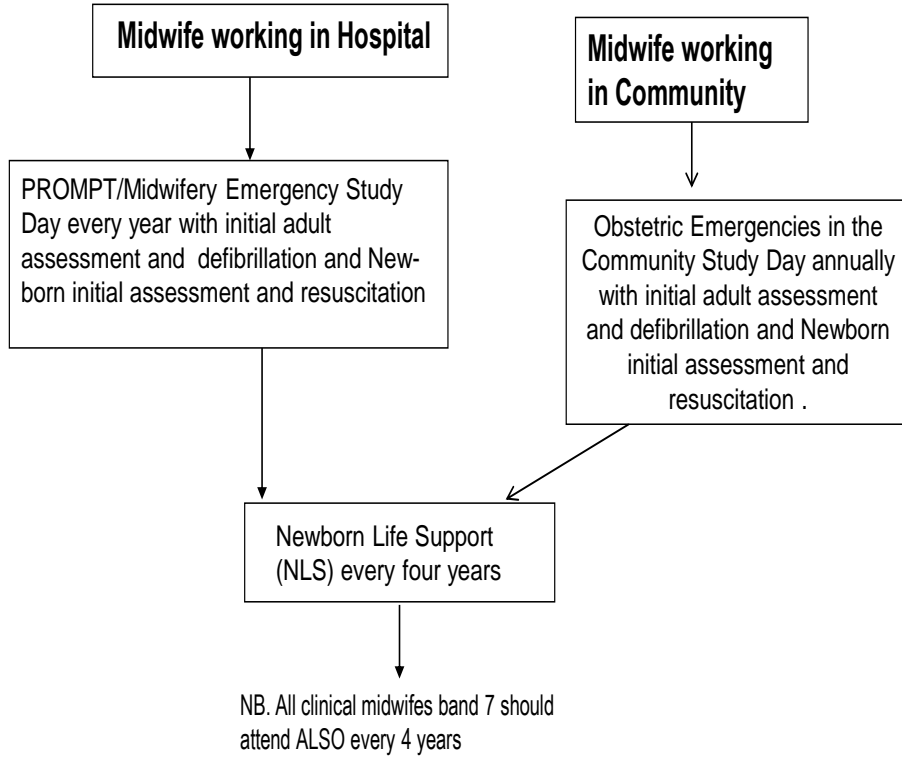 Midwife working in Hospital
Midwife working
in Community
PROMPT/Midwifery Emergency Study
Day every year with initial adult
assessment and defibrillation and New-
born initial assessment and resuscitation
Obstetric Emergencies in the
Community Study Day annually
with initial adult assessment
and defibrillation and Newborn
initial assessment and
resuscitation .
Newborn Life Support
(NLS) every four years
NB. All clinical midwifes band 7 should
attend ALSO every 4 years